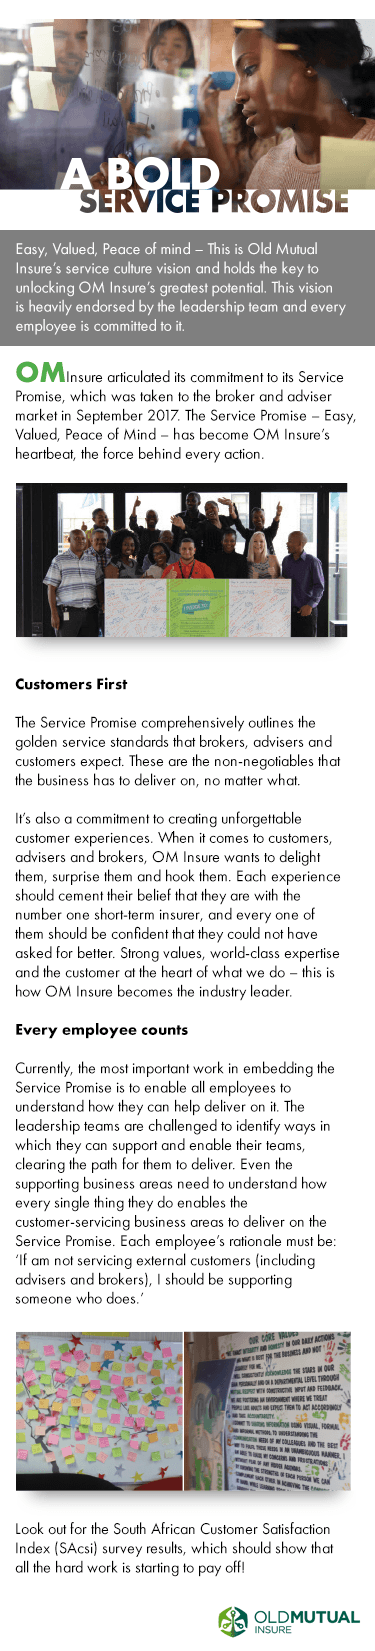 A BOLD
SERVICE PROMISE
Easy, Valued, Peace of mind – This is Old Mutual
Insure's service culture vision and holds the key to
unlocking OM Insure's greatest potential. This vision
is heavily endorsed by the leadership team and every
employee is committed to it.
OMInsure articulated its commitment to its Service
Promise, which was taken to the broker and adviser
market in September 2017. The Service Promise – Easy,
Valued, Peace of Mind – has become OM Insure's
heartbeat, the force behind every action.
Customers First
The Service Promise comprehensively outlines the
golden service standards that brokers, advisers and
customers expect. These are the non-negotiables that
the business has to deliver on, no matter what.
It's also a commitment to creating unforgettable
customer experiences. When it comes to customers,
advisers and brokers, OM Insure wants to delight
them, surprise them and hook them. Each experience
should cement their belief that they are with the
number one short-term insurer, and every one of
them should be confident that they could not have
asked for better. Strong values, world-class expertise
and the customer at the heart of what we do – this is
how OM Insure becomes the industry leader.
Every employee counts
Currently, the most important work in embedding the
Service Promise is to enable all employees to
understand how they can help deliver on it. The
leadership teams are challenged to identify ways in
which they can support and enable their teams,
clearing the path for them to deliver. Even the
supporting business areas need to understand how
every single thing they do enables the
customer-servicing business areas to deliver on the
Service Promise. Each employee's rationale must be:
'If am not servicing external customers (including
advisers and brokers), I should be supporting
someone who does.'
OUR CORE VALUES
Look out for the South African Customer Satisfaction
Index (SAcsi) survey results, which should show that
all the hard work is starting to pay off!
OLDMUTUAL
INSURE